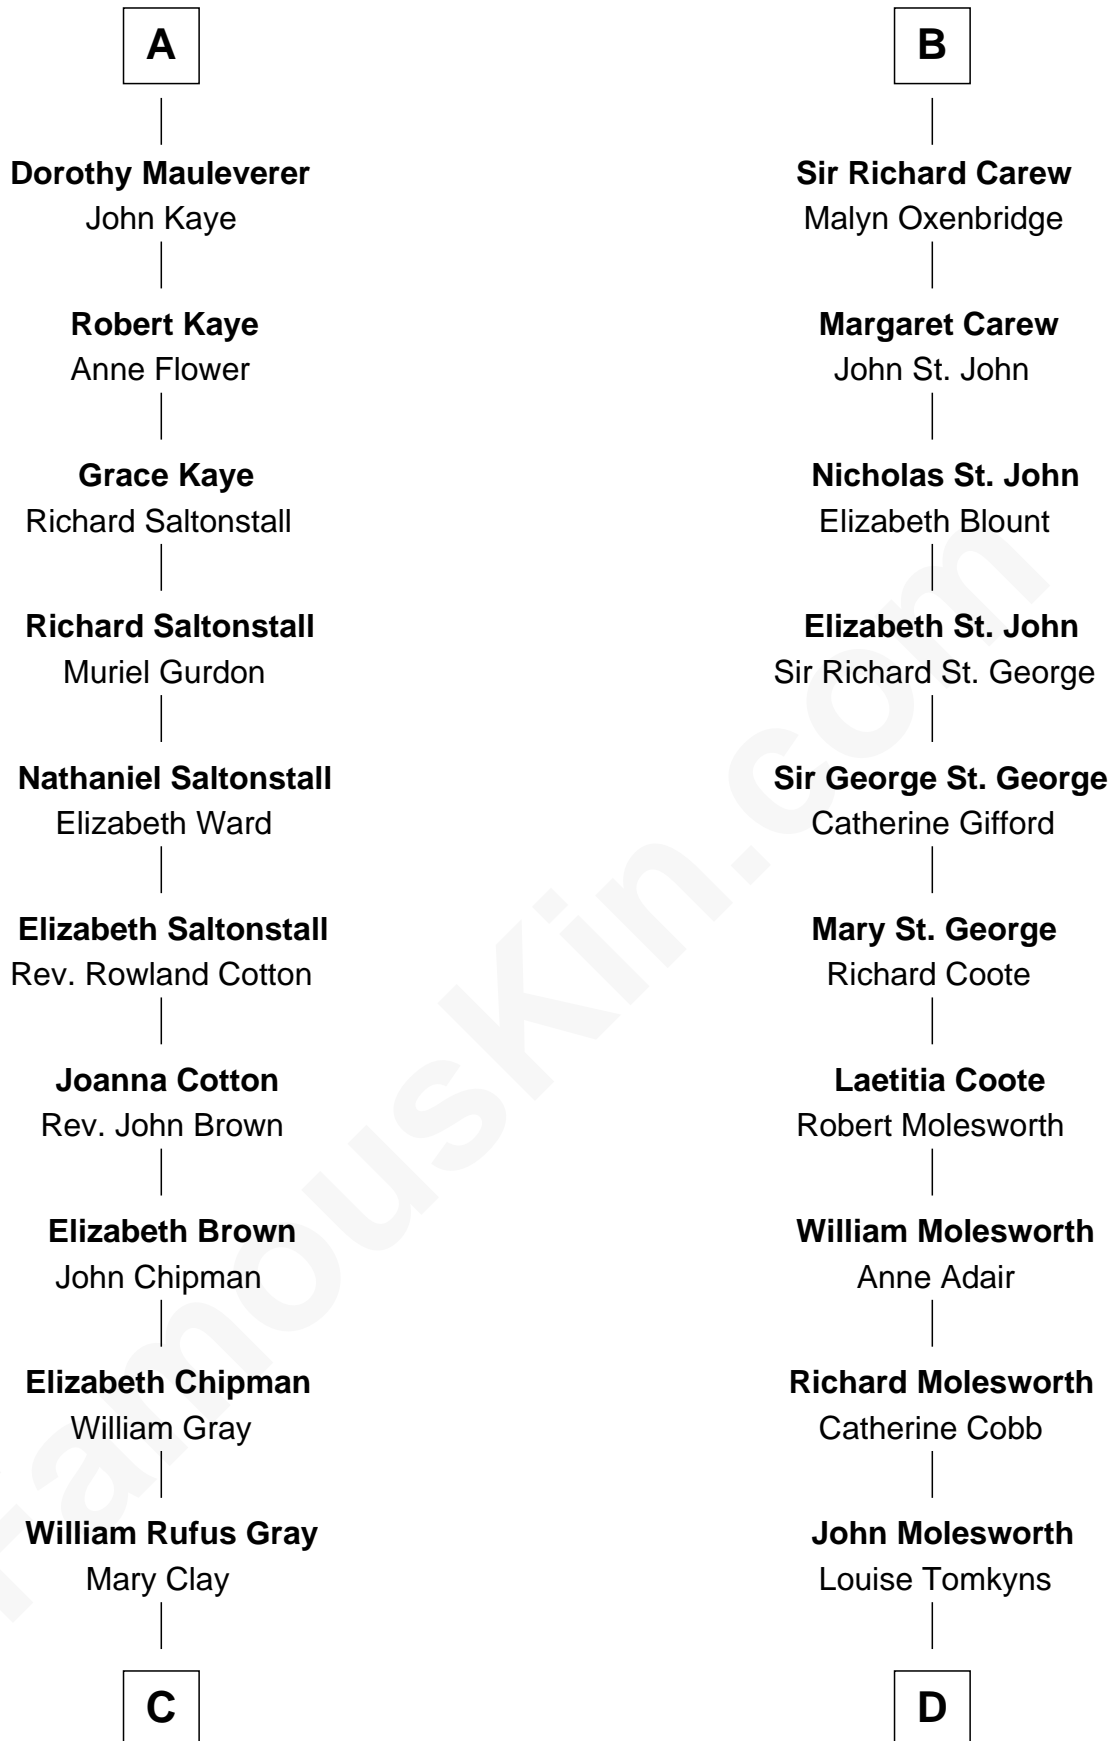 A
Dorothy Mauleverer
John Kaye
Robert Kaye
Anne Flower
Grace Kaye
Richard Saltonstall
Richard Saltonstall
Muriel Gurdon
Nathaniel Saltonstall
Elizabeth Ward
Elizabeth Saltonstall
Rev. Rowland Cotton
Joanna Cotton
Rev. John Brown
Elizabeth Brown
John Chipman
Elizabeth Chipman
William Gray
William Rufus Gray
Mary Clay
C
B
Sir Richard Carew
Malyn Oxenbridge
Margaret Carew
John St. John
Nicholas St. John
Elizabeth Blount
Elizabeth St. John
Sir Richard St. George
Sir George St. George
Catherine Gifford
Mary St. George
Richard Coote
Laetitia Coote
Robert Molesworth
William Molesworth
Anne Adair
Richard Molesworth
Catherine Cobb
John Molesworth
Louise Tomkyns
D
FamousKin.com